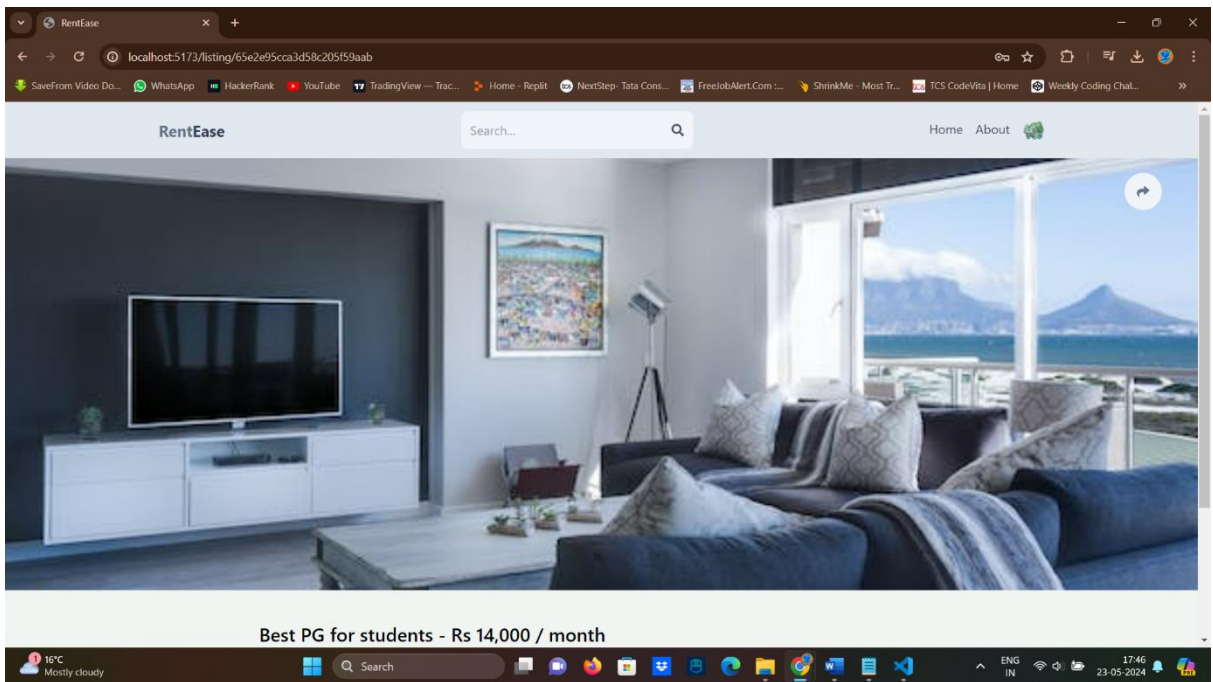 RentEase
localhost:5173/listing/65e2e95cca3d58c205f59aab
SaveFrom Video Do... WhatsApp HackerRank YouTube TradingView — Trac... Home - Replit NextStep- Tata Cons... FreeJobAlert.Com :... ShrinkMe - Most Tr... TCS CodeVita | Home Weekly Coding Chal... »
RentEase Search... Home About
Best PG for students - Rs 14,000 / month
1 16°C Search ENG 17:46
Mostly cloudy IN 23-05-2024